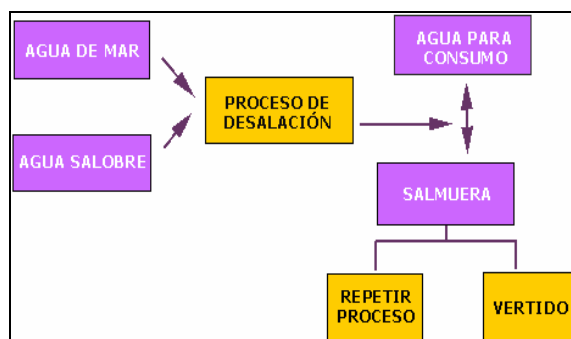 AGUA DE MAR
AGUA PARA
CONSUMO
PROCESO DE
DESALACIÓN
AGUA SALOBRE
SALMUERA
REPETIR
PROCESO
VERTIDO